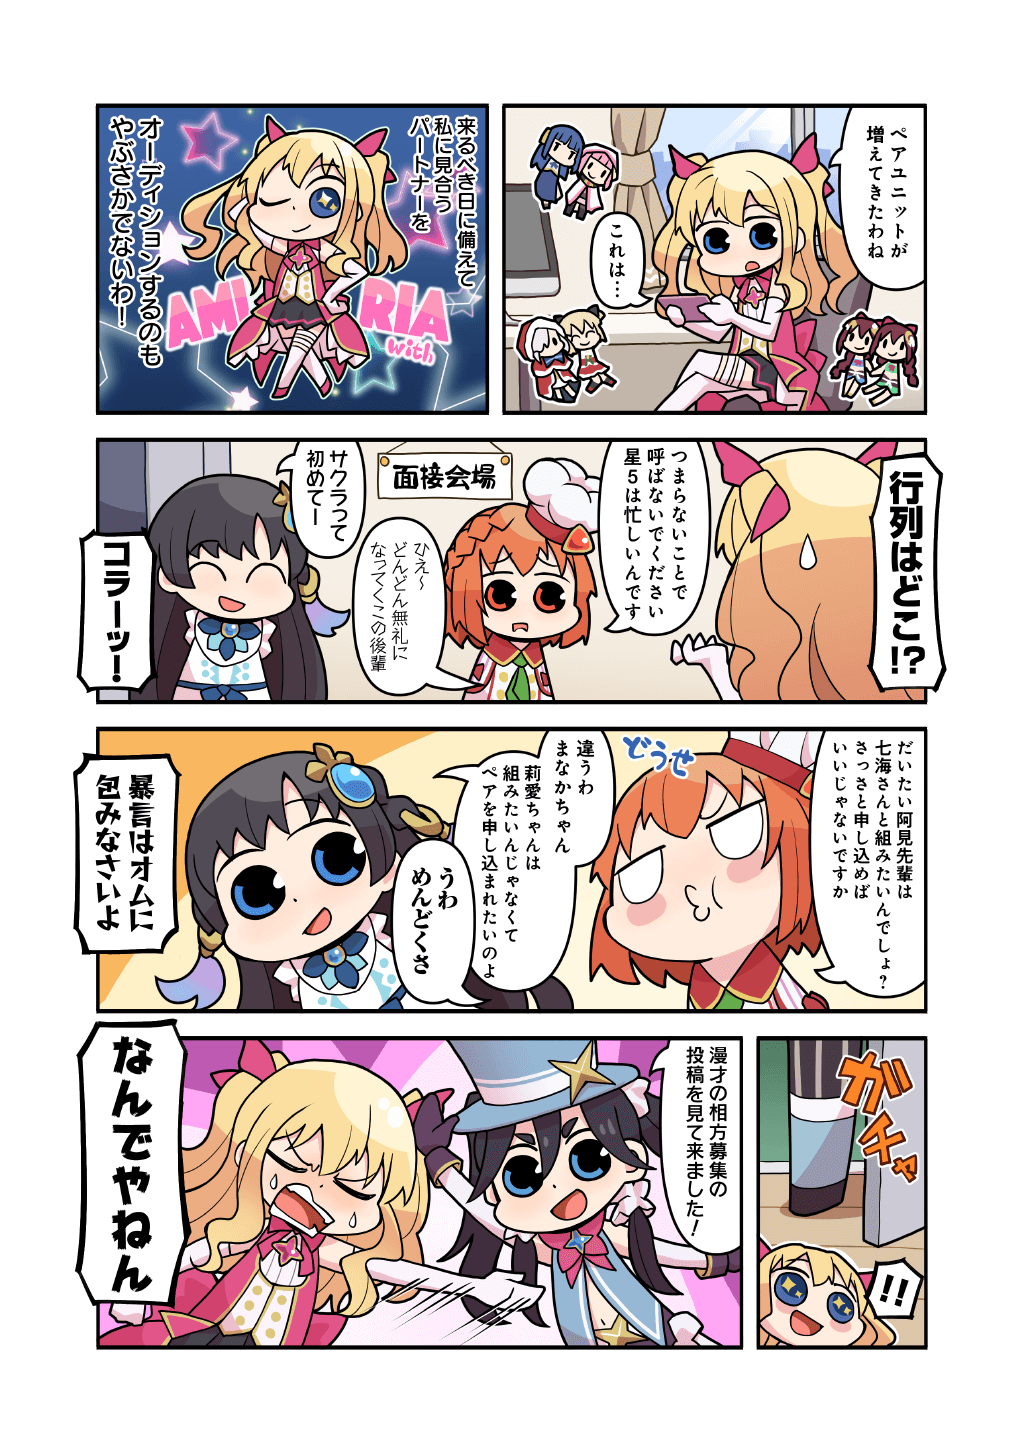 ペアユニットが
増えてきたわね
これは…
来るべき日に備えて
私に見合う
パートナーを
オーディションするのも
やぶさかでないわ！
AMI RIA
with
行列はどこ!?
つまらないことで
呼ばないでください
星5は忙しいんです
面接会場
ひえ〜
どんどん無礼に
なってくこの後輩
サクラって
初めてー
コラーッ！
だいたい阿見先輩は
七海さんと組みたいんでしょ？
さっさと申し込めば
いいじゃないですか
どうせ
違うわ
まなかちゃん
莉愛ちゃんは
組みたいんじゃなくて
ペアを申し込まれたいのよ
うわ
めんどくさ
暴言はオムに
包みなさいよ
ガチャ
!!
漫才の相方募集の
投稿を見て来ました！
なんでやねん